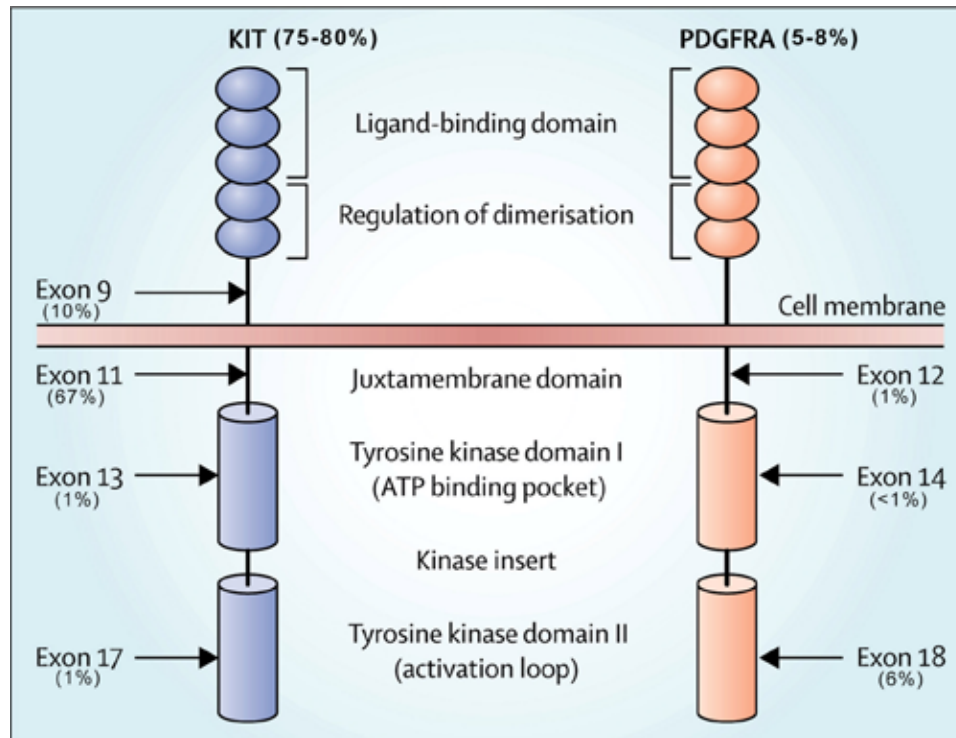 KIT (75-80%)
PDGFRA (5-8%)
Ligand-binding domain
Regulation of dimerisation
Exon 9
(10%)
Cell membrane
Exon 11
(67%)
Juxtamembrane domain
Exon 12
(1%)
Tyrosine kinase domain I
(ATP binding pocket)
Exon 13
(1%)
Exon 14
(<1%)
Kinase insert
Tyrosine kinase domain II
(activation loop)
Exon 17
(1%)
Exon 18
(6%)